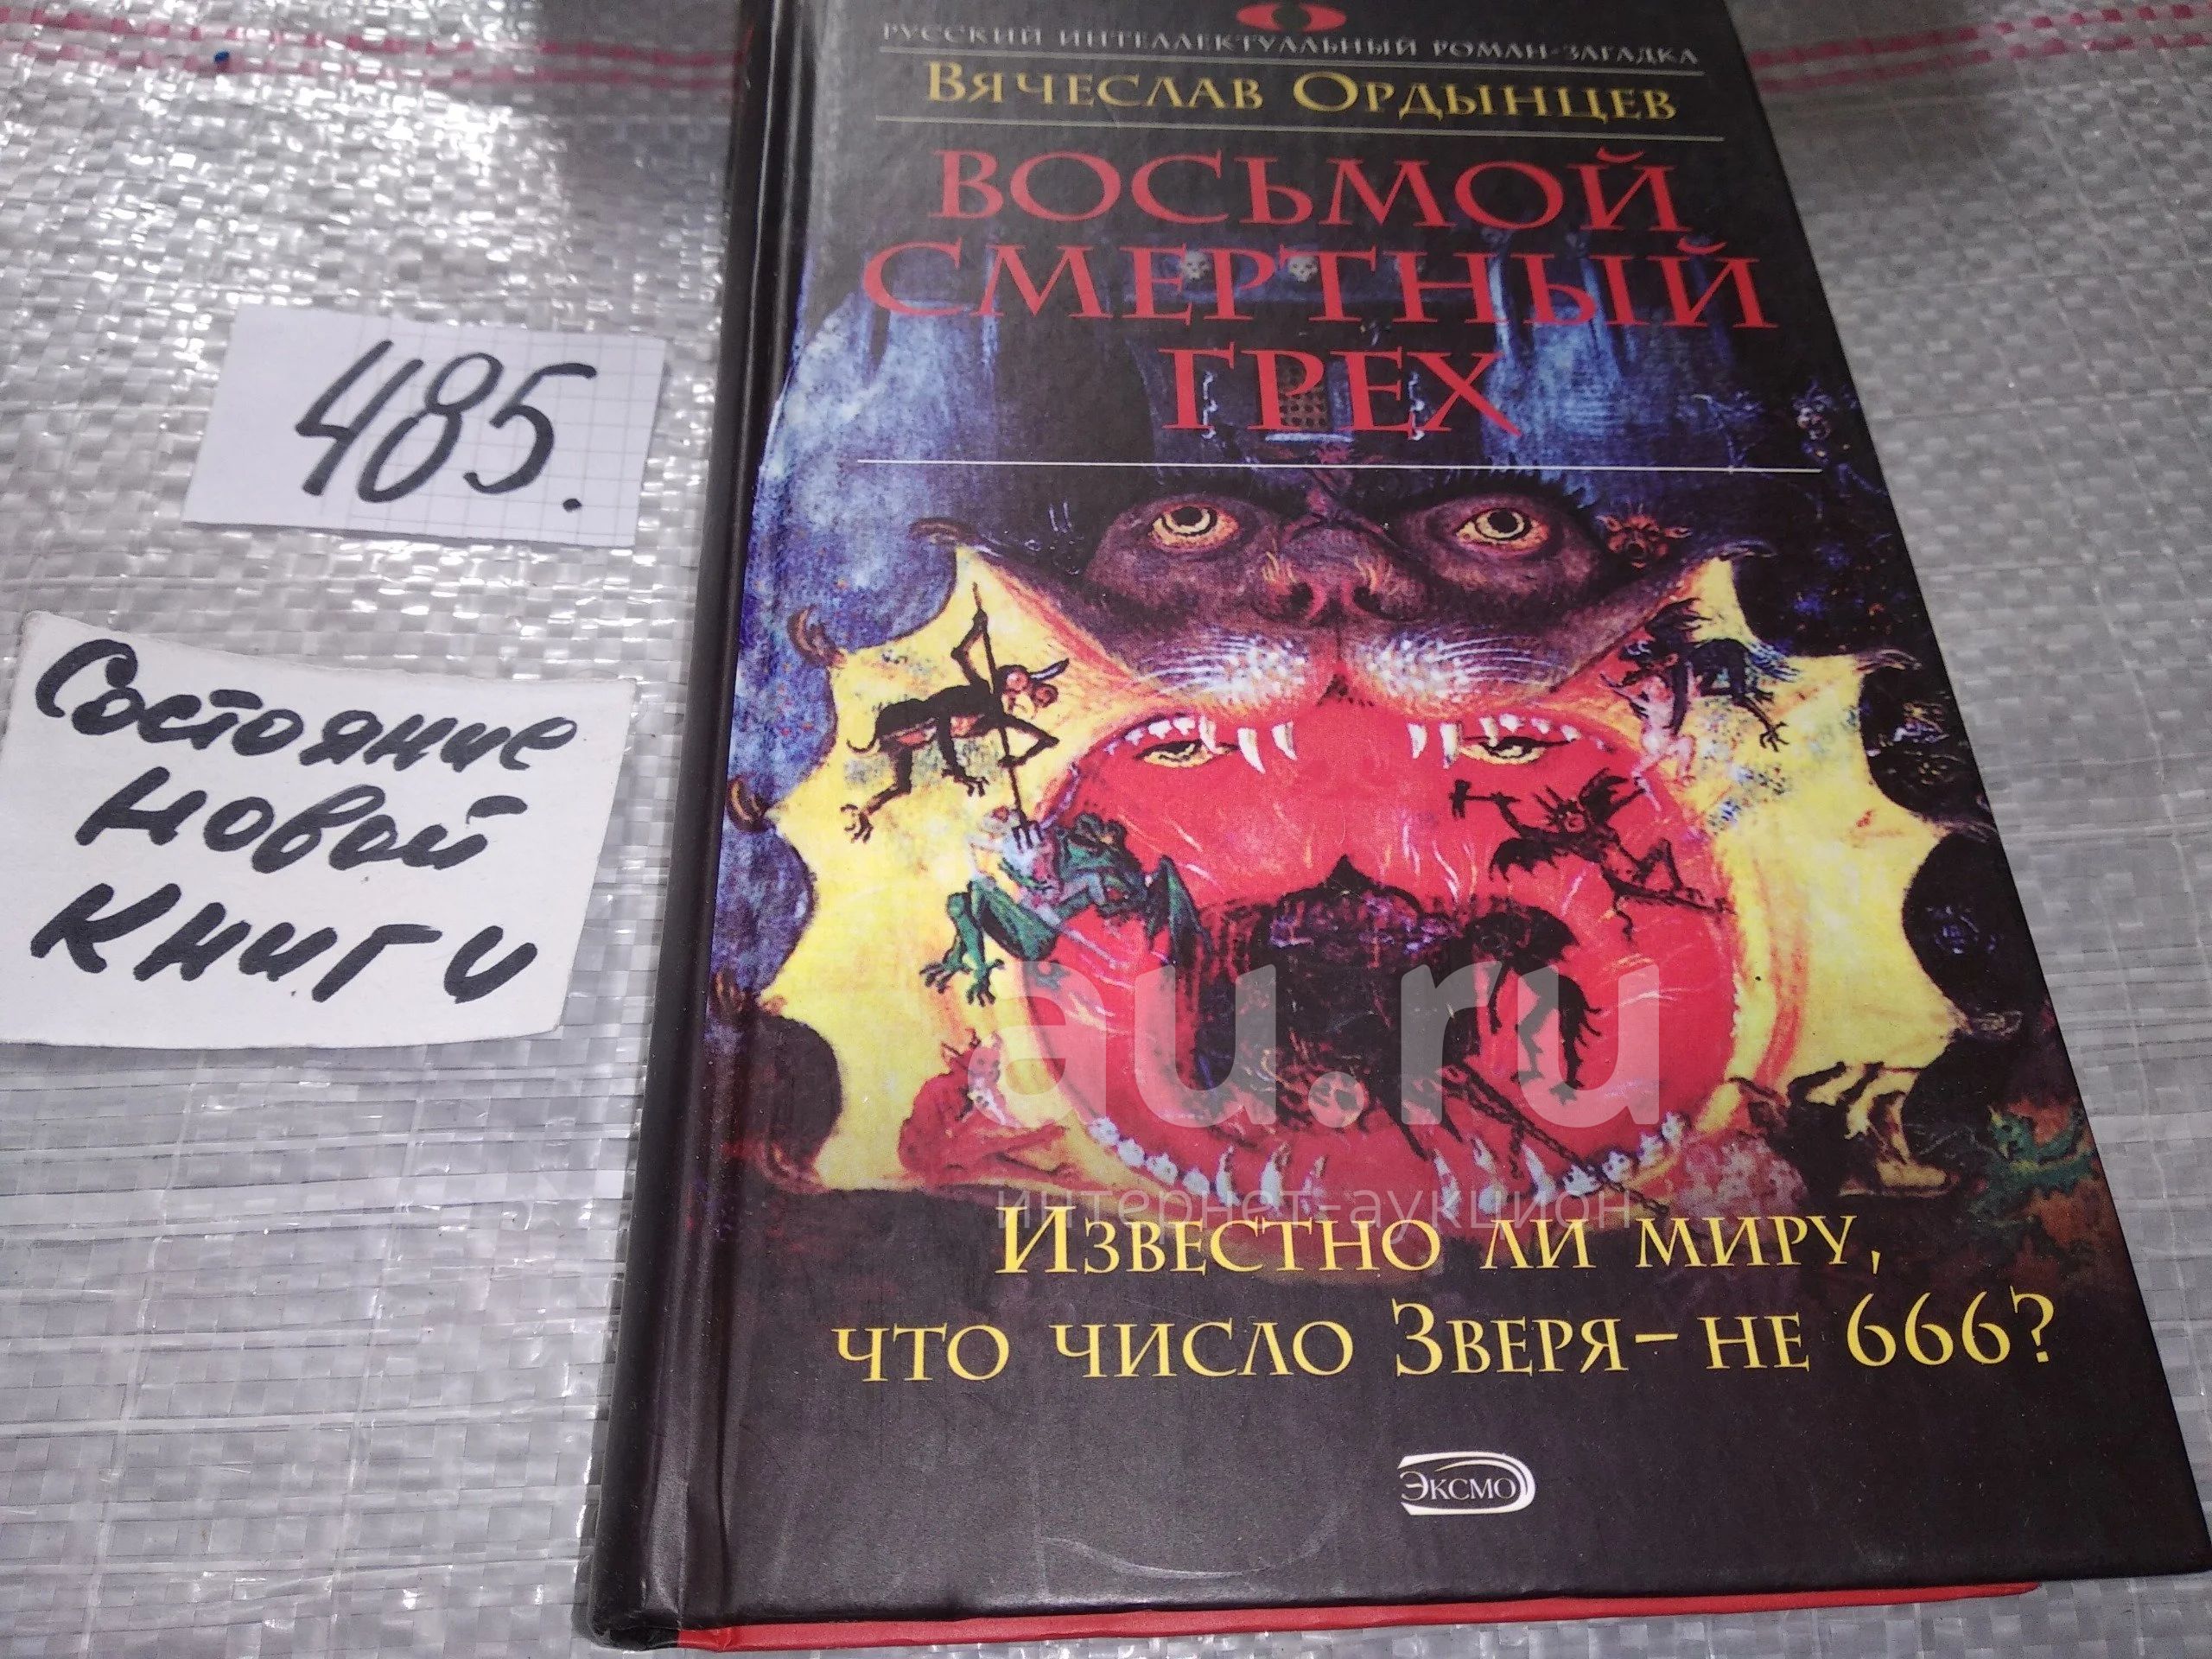 РУССКИЙ ИНТЕЛЛЕКТУАЛЬНЫЙ РОМАН-ЗАГАДКА
ВЯЧЕСЛАВ ОРДЫНЦЕВ
ВОСЬМОЙ
СМЕРТНЫЙ
ГРЕХ
485.
Состояние
новой
книги
au.ru
интернет-аукцион
ИЗВЕСТНО ЛИ МИРУ,
ЧТО ЧИСЛО ЗВЕРЯ – НЕ 666?
ЭКСМО